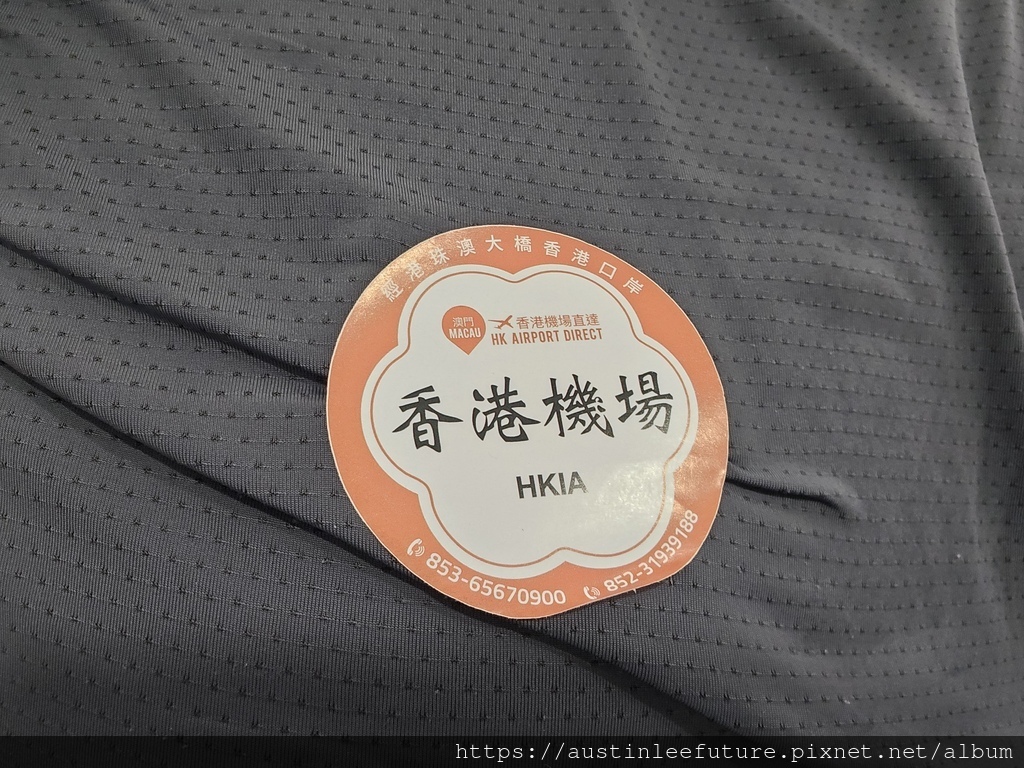 經港珠澳大橋香港口岸
澳門
MACAU
香港機場直達
HK AIRPORT DIRECT
香港機場
HKIA
853-65670900
852-31939188
https://austinleefuture.pixnet.net/album